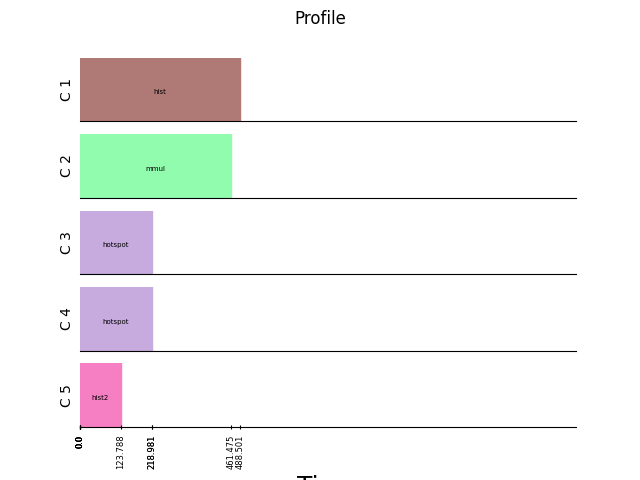 Profile
C 1
hist
C 2
mmul
C 3
hotspot
C 4
hotspot
C 5
hist2
0.0
123.788
218.981
461.475
488.501